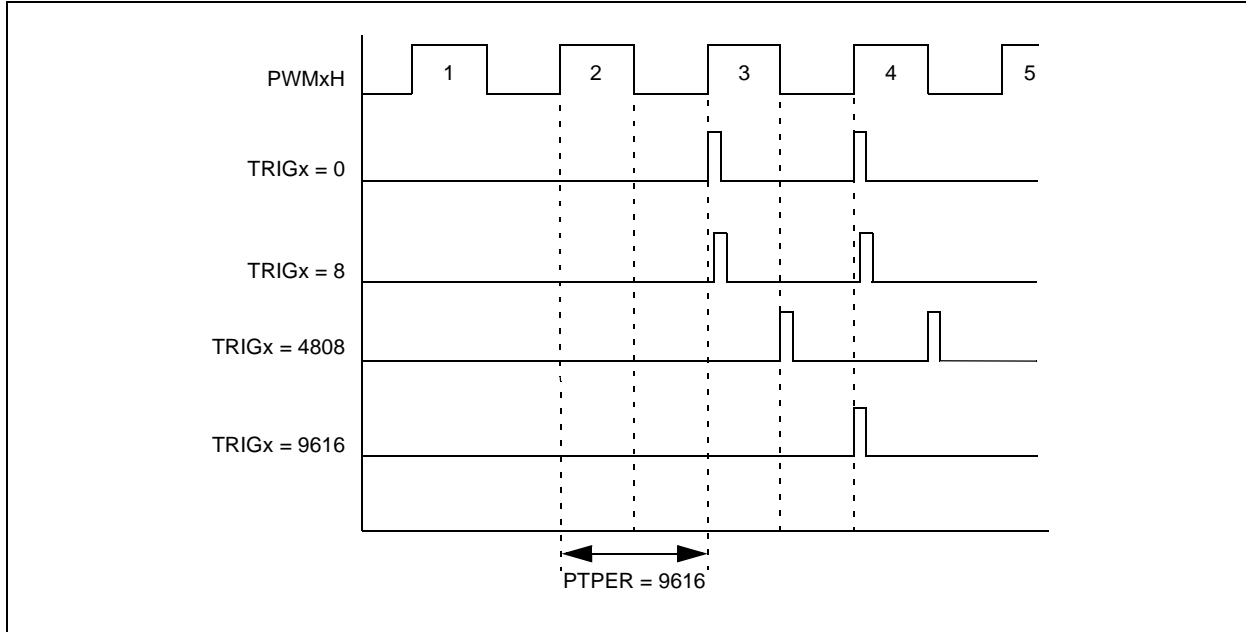 PWMxH
1
2
3
4
5
TRIGx = 0
TRIGx = 8
TRIGx = 4808
TRIGx = 9616
PTPER = 9616